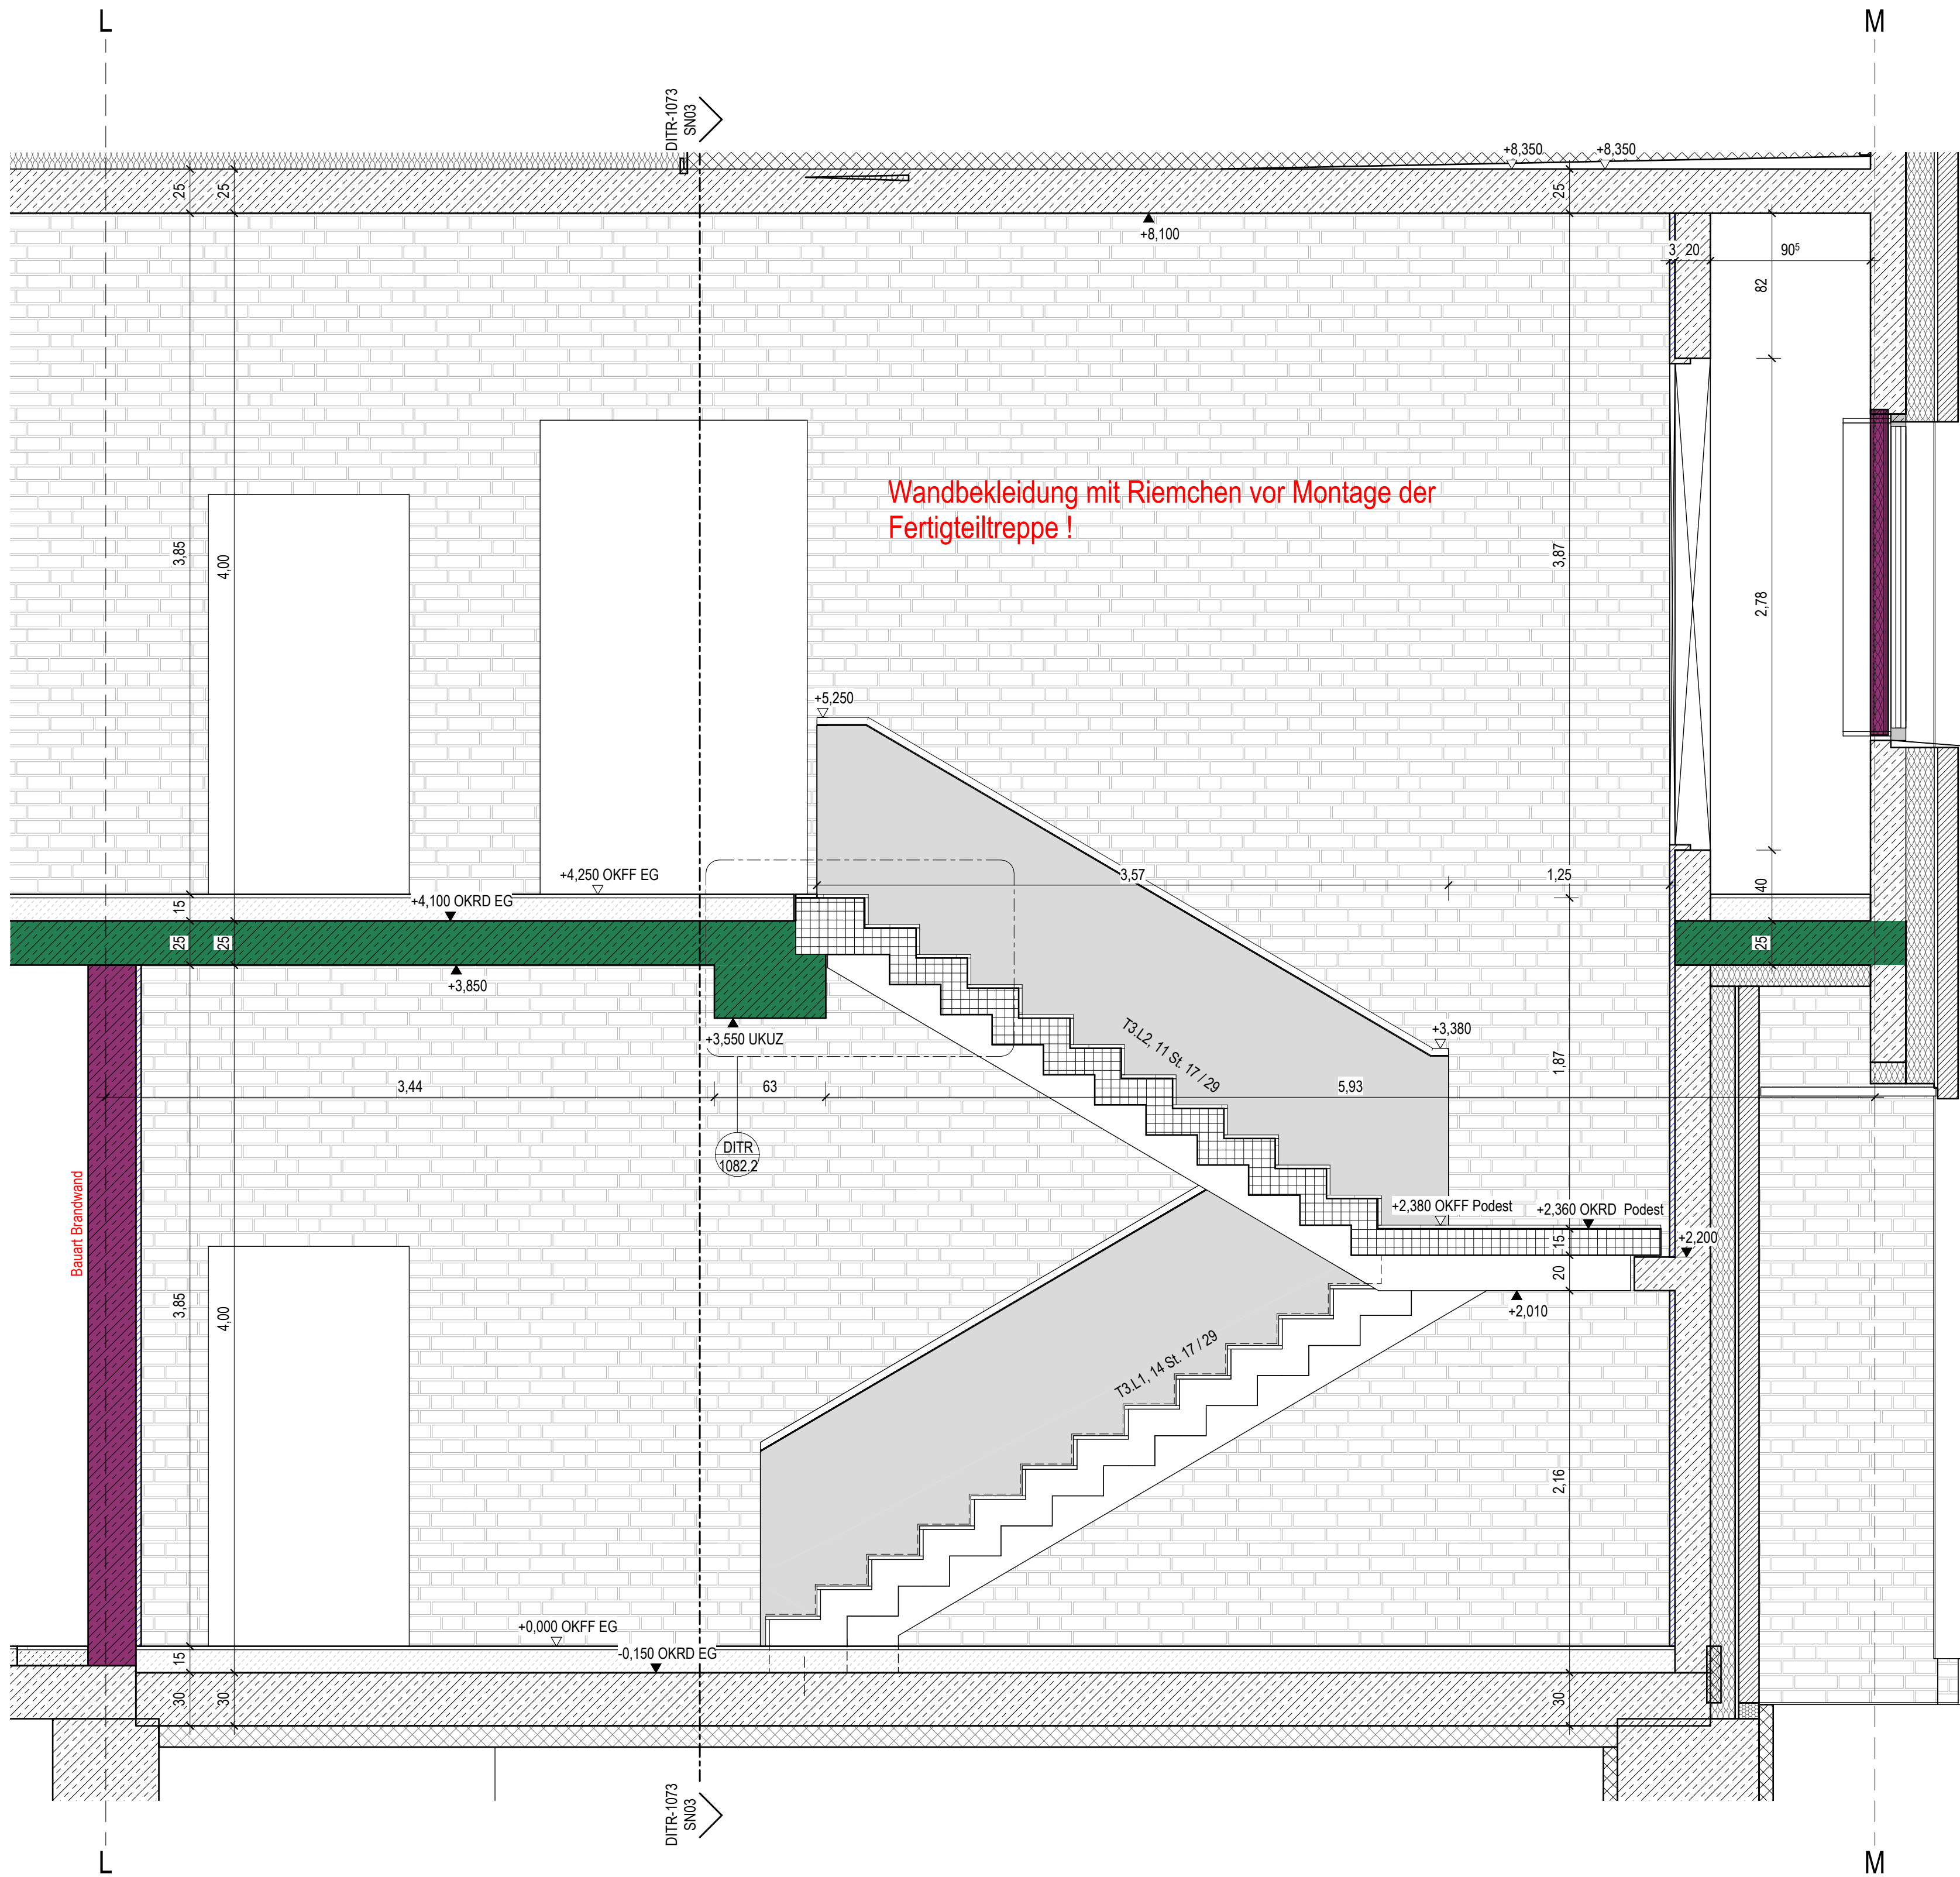 L
M
DITR-1073
SN03
+8,350
+8,350
25
25
25
+8,100
3
20
90⁵
82
Wandbekleidung mit Riemchen vor Montage der
Fertigteiltreppe !
3,85
4,00
3,87
2,78
+5,250
+4,250 OKFF EG
3,57
1,25
40
+4,100 OKRD EG
15
25
25
25
+3,850
+3,550 UKUZ
+3,380
T3.L2, 11 St. 17 / 29
1,87
3,44
63
5,93
DITR
1082.2
Bauart Brandwand
+2,380 OKFF Podest
+2,360 OKRD Podest
15
+2,200
20
+2,010
3,85
4,00
T3.L1, 14 St. 17 / 29
2,16
+0,000 OKFF EG
-0,150 OKRD EG
15
30
30
30
DITR-1073
SN03
L
M